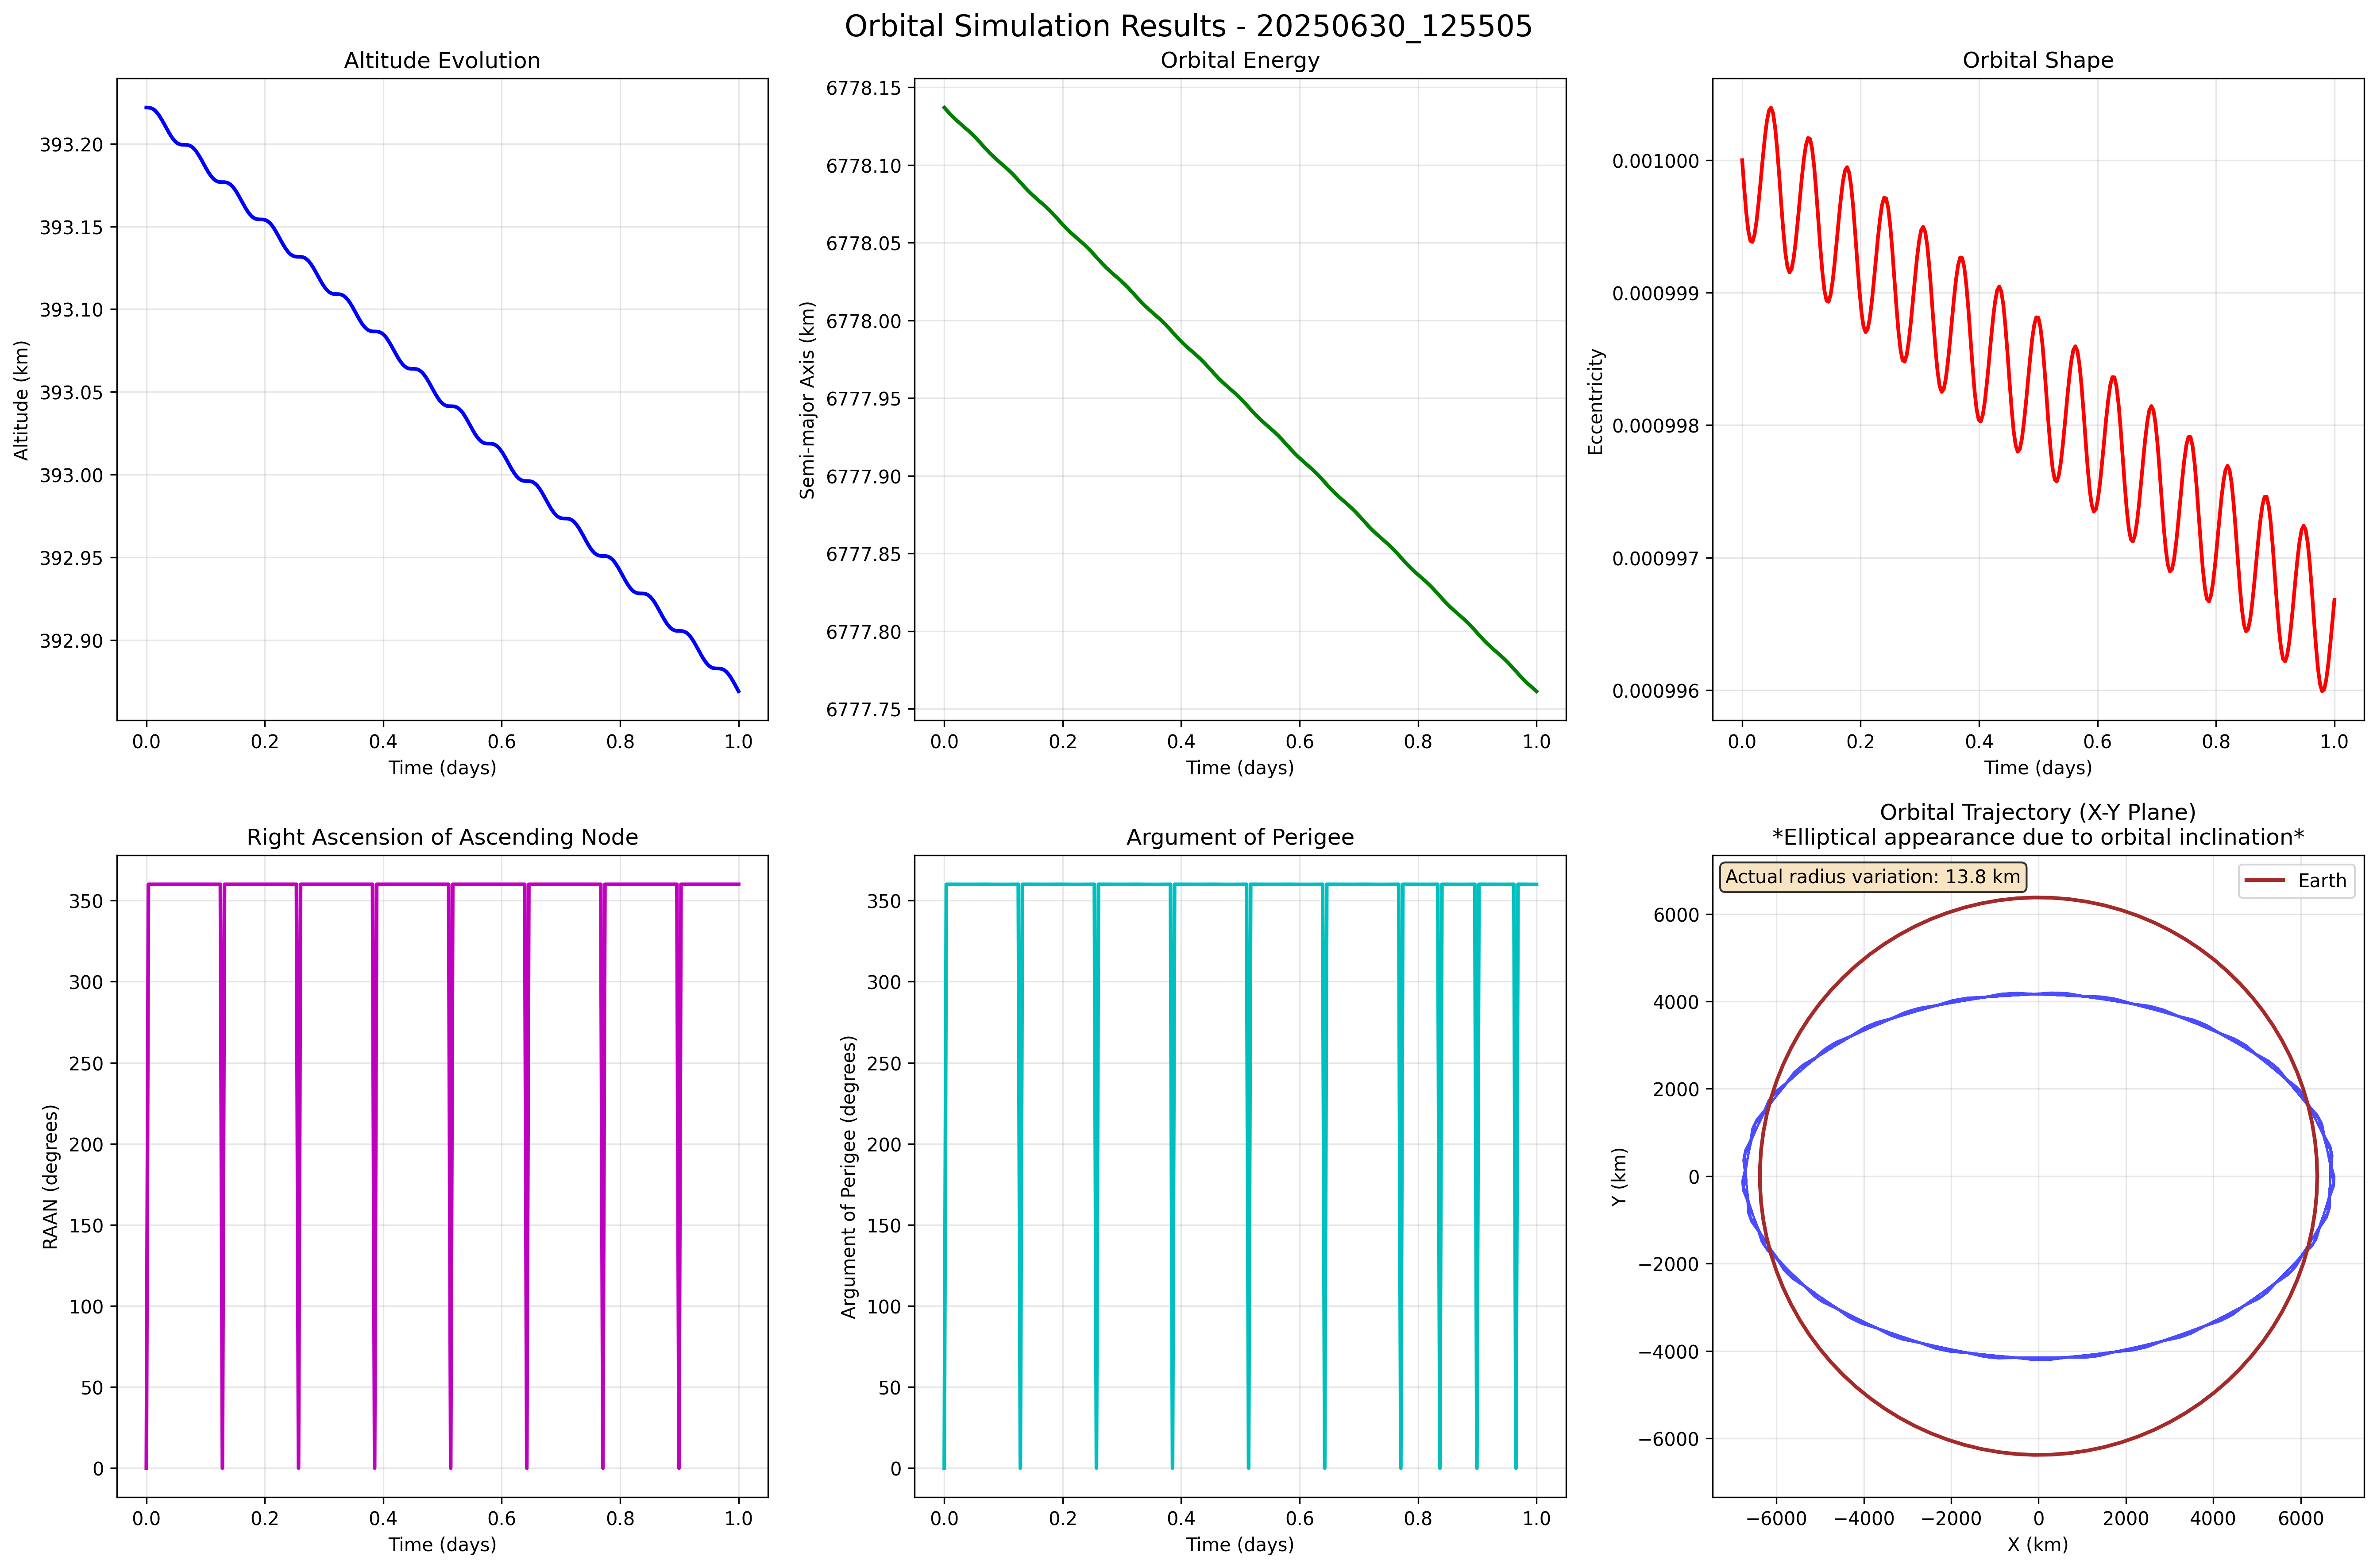 Orbital Simulation Results - 20250630_125505
Altitude Evolution
Altitude (km)
393.20
393.15
393.10
393.05
393.00
392.95
392.90
0.0 0.2 0.4 0.6 0.8 1.0
Time (days)
Orbital Energy
Semi-major Axis (km)
6778.15
6778.10
6778.05
6778.00
6777.95
6777.90
6777.85
6777.80
6777.75
0.0 0.2 0.4 0.6 0.8 1.0
Time (days)
Orbital Shape
Eccentricity
0.001000
0.000999
0.000998
0.000997
0.000996
0.0 0.2 0.4 0.6 0.8 1.0
Time (days)
Right Ascension of Ascending Node
RAAN (degrees)
350
300
250
200
150
100
50
0
0.0 0.2 0.4 0.6 0.8 1.0
Time (days)
Argument of Perigee
Argument of Perigee (degrees)
350
300
250
200
150
100
50
0
0.0 0.2 0.4 0.6 0.8 1.0
Time (days)
Orbital Trajectory (X-Y Plane)
*Elliptical appearance due to orbital inclination*
Actual radius variation: 13.8 km
Earth
Y (km)
6000
4000
2000
0
−2000
−4000
−6000
−6000 −4000 −2000 0 2000 4000 6000
X (km)